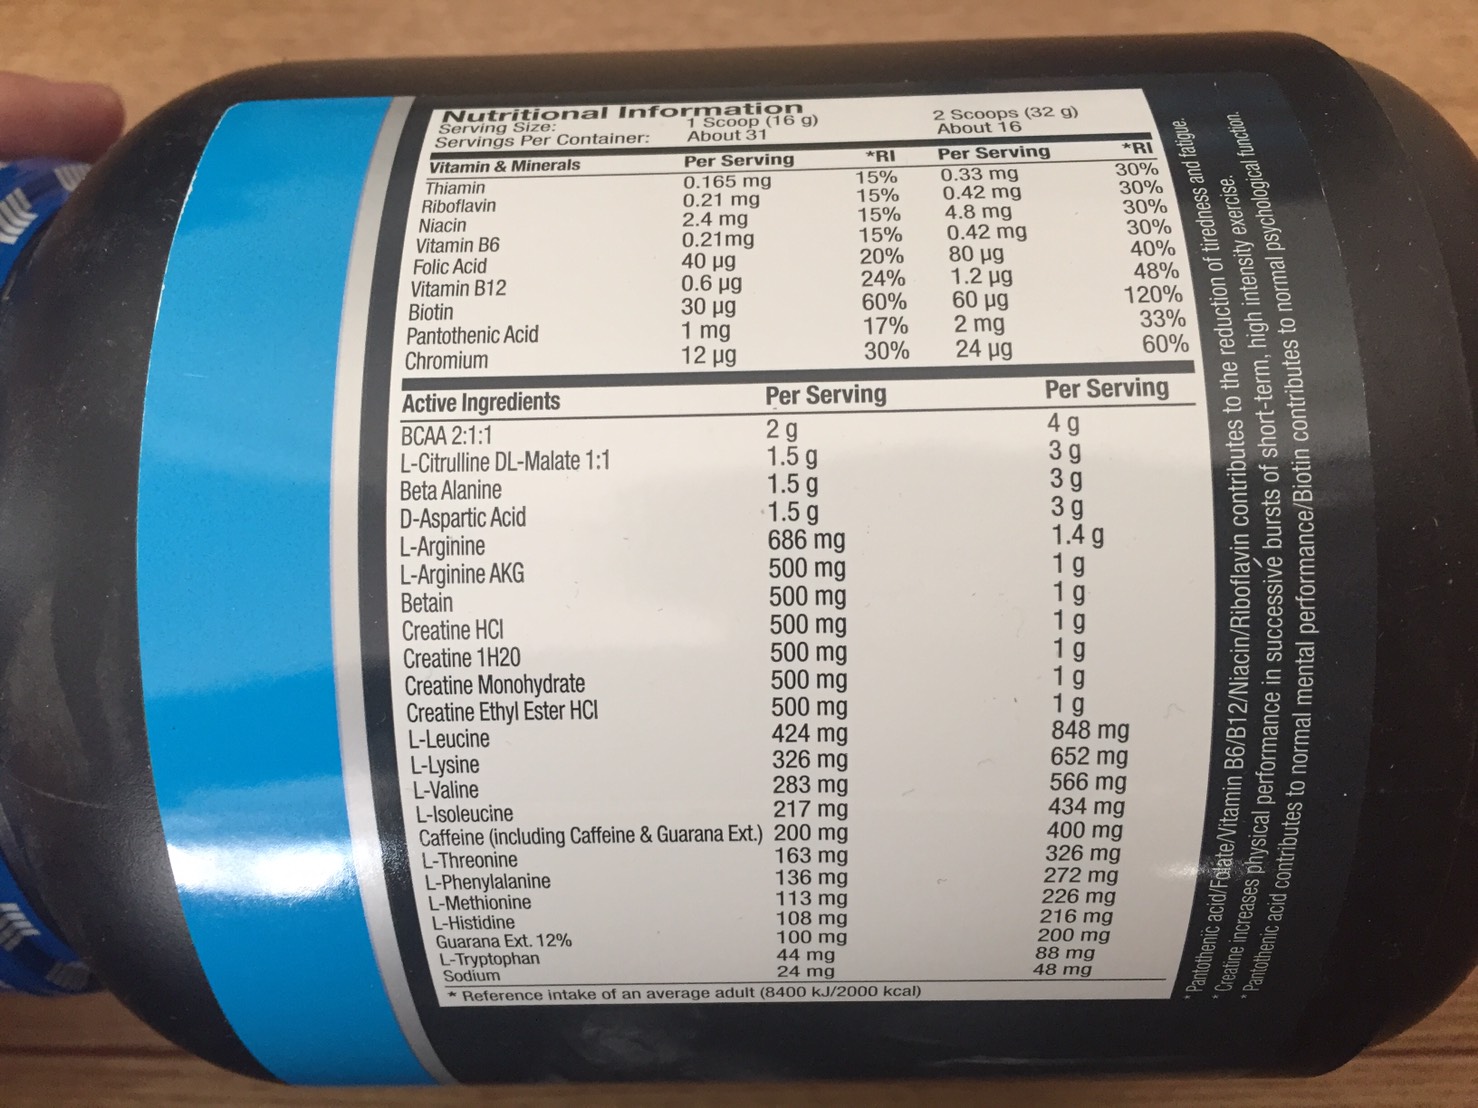 Nutritional Information
Serving Size: 1 Scoop (16 g) 2 Scoops (32 g)
Servings Per Container: About 31 About 16
Vitamin & Minerals Per Serving *RI Per Serving *RI
Thiamin 0.165 mg 15% 0.33 mg 30%
Riboflavin 0.21 mg 15% 0.42 mg 30%
Niacin 2.4 mg 15% 4.8 mg 30%
Vitamin B6 0.21mg 15% 0.42 mg 30%
Folic Acid 40 µg 20% 80 µg 40%
Vitamin B12 0.6 µg 24% 1.2 µg 48%
Biotin 30 µg 60% 60 µg 120%
Pantothenic Acid 1 mg 17% 2 mg 33%
Chromium 12 µg 30% 24 µg 60%
Active Ingredients Per Serving Per Serving
BCAA 2:1:1 2 g 4 g
L-Citrulline DL-Malate 1:1 1.5 g 3 g
Beta Alanine 1.5 g 3 g
D-Aspartic Acid 1.5 g 3 g
L-Arginine 686 mg 1.4 g
L-Arginine AKG 500 mg 1 g
Betain 500 mg 1 g
Creatine HCl 500 mg 1 g
Creatine 1H20 500 mg 1 g
Creatine Monohydrate 500 mg 1 g
Creatine Ethyl Ester HCl 500 mg 1 g
L-Leucine 424 mg 848 mg
L-Lysine 326 mg 652 mg
L-Valine 283 mg 566 mg
L-Isoleucine 217 mg 434 mg
Caffeine (including Caffeine & Guarana Ext.) 200 mg 400 mg
L-Threonine 163 mg 326 mg
L-Phenylalanine 136 mg 272 mg
L-Methionine 113 mg 226 mg
L-Histidine 108 mg 216 mg
Guarana Ext. 12% 100 mg 200 mg
L-Tryptophan 44 mg 88 mg
Sodium 24 mg 48 mg
* Reference intake of an average adult (8400 kJ/2000 kcal)
* Pantothenic acid/Folate/Vitamin B6/B12/Niacin/Riboflavin contributes to the reduction of tiredness and fatigue.
* Creatine increases physical performance in successive bursts of short-term, high intensity exercise.
* Pantothenic acid contributes to normal mental performance/Biotin contributes to normal psychological function.